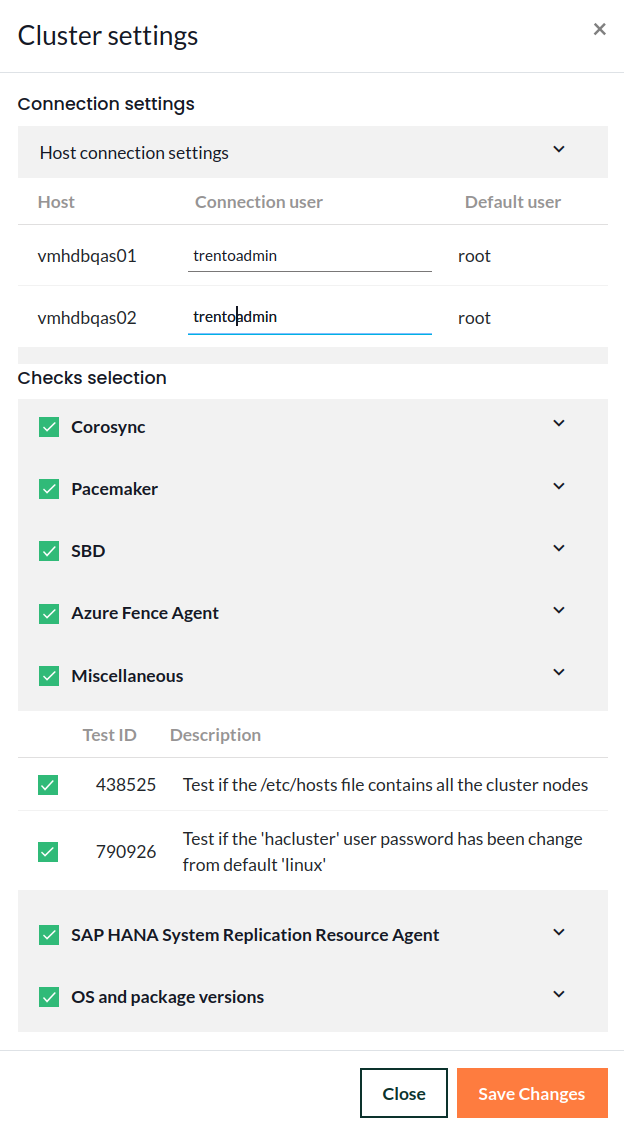 Cluster settings
×
Connection settings
Host connection settings
Host Connection user Default user
vmhdbqas01 trentoadmin root
vmhdbqas02 trentoadmin root
Checks selection
Corosync
Pacemaker
SBD
Azure Fence Agent
Miscellaneous
Test ID Description
438525 Test if the /etc/hosts file contains all the cluster nodes
790926 Test if the 'hacluster' user password has been change
from default 'linux'
SAP HANA System Replication Resource Agent
OS and package versions
Close Save Changes